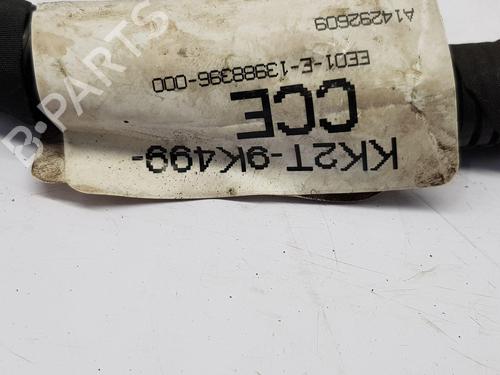 KK2T-9K499-
CCE
EE01-E-13988396-000
A14292609
B-PARTS